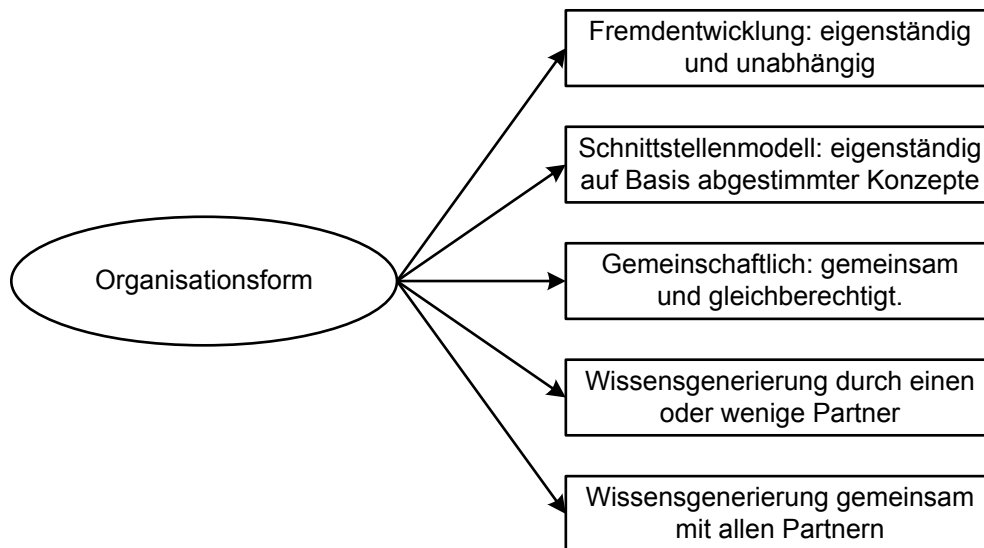 Fremdentwicklung: eigenständig
und unabhängig
Schnittstellenmodell: eigenständig
auf Basis abgestimmter Konzepte
Organisationsform
Gemeinschaftlich: gemeinsam
und gleichberechtigt.
Wissensgenerierung durch einen
oder wenige Partner
Wissensgenerierung gemeinsam
mit allen Partnern